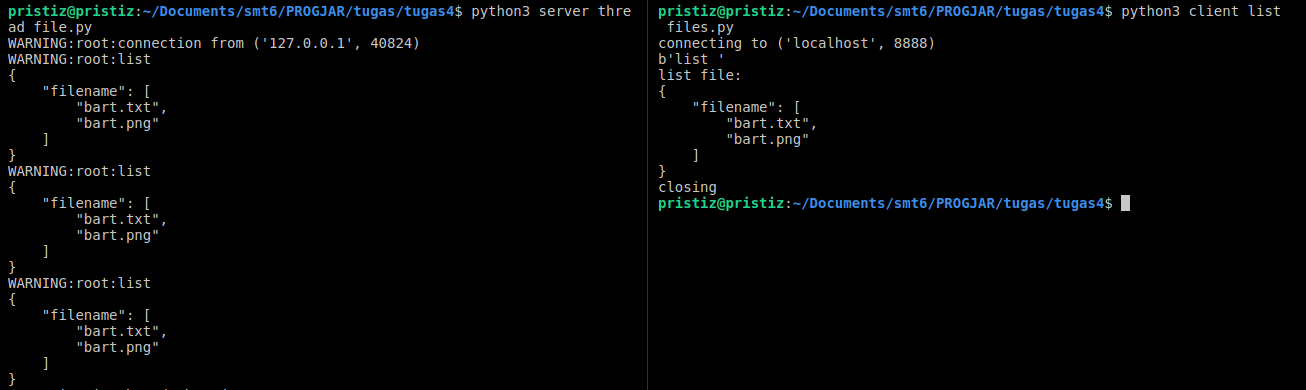 pristiz@pristiz:~/Documents/smt6/PROGJAR/tugas/tugas4$ python3 server thre
ad file.py
WARNING:root:connection from ('127.0.0.1', 40824)
WARNING:root:list
{
    "filename": [
        "bart.txt",
        "bart.png"
    ]
}
WARNING:root:list
{
    "filename": [
        "bart.txt",
        "bart.png"
    ]
}
WARNING:root:list
{
    "filename": [
        "bart.txt",
        "bart.png"
    ]
}
pristiz@pristiz:~/Documents/smt6/PROGJAR/tugas/tugas4$ python3 client list
 files.py
connecting to ('localhost', 8888)
b'list '
list file:
{
    "filename": [
        "bart.txt",
        "bart.png"
    ]
}
closing
pristiz@pristiz:~/Documents/smt6/PROGJAR/tugas/tugas4$